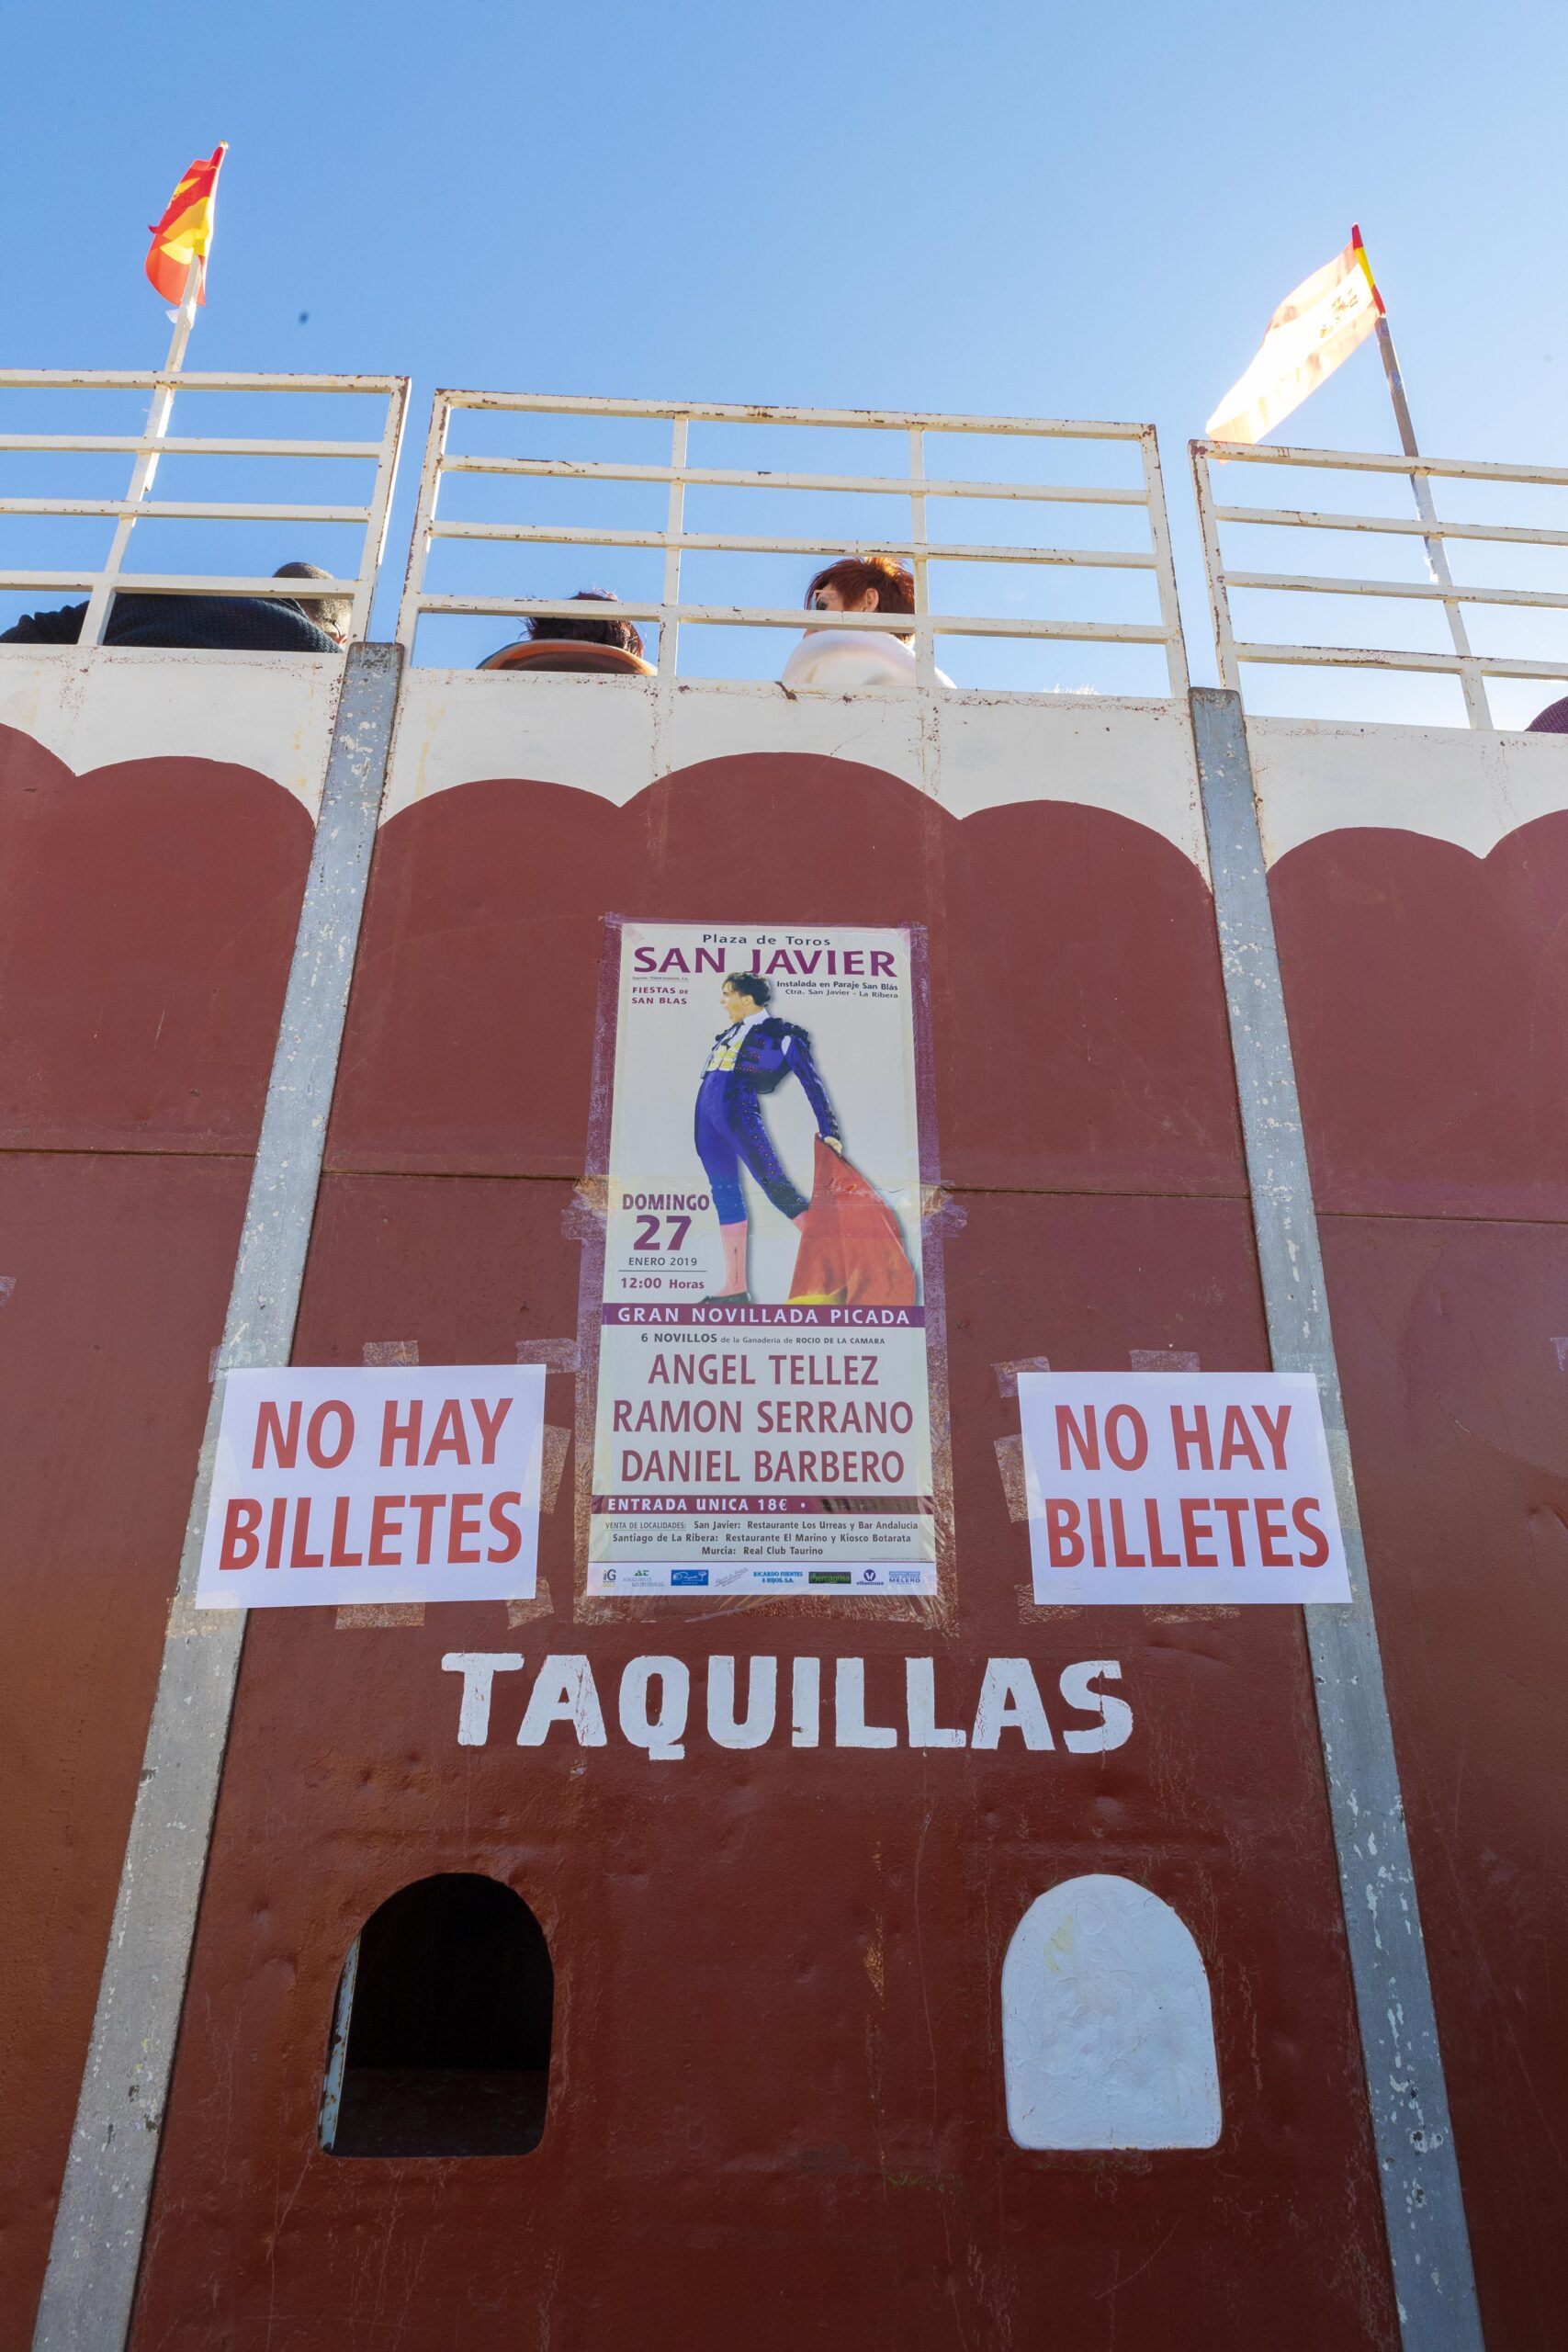 Plaza de Toros
SAN JAVIER
FIESTAS DE
SAN BLAS
Instalada en Paraje San Blás
Ctra. San Javier - La Ribera
DOMINGO
27
ENERO 2019
12:00 Horas
GRAN NOVILLADA PICADA
6 NOVILLOS de la Ganadería de ROCIO DE LA CAMARA
ANGEL TELLEZ
RAMON SERRANO
DANIEL BARBERO
ENTRADA UNICA 18€ •
VENTA DE LOCALIDADES: San Javier: Restaurante Los Urreas y Bar Andalucía
Santiago de La Ribera: Restaurante El Marino y Kiosco Botarata
Murcia: Real Club Taurino
RICARDO FUENTES
E HIJOS, S.A.
MELERO
NO HAY
BILLETES
NO HAY
BILLETES
TAQUILLAS